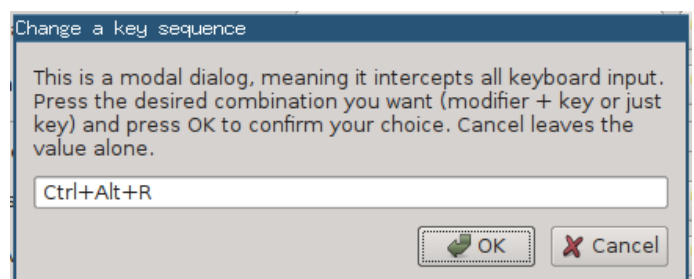 Change a key sequence
This is a modal dialog, meaning it intercepts all keyboard input.
Press the desired combination you want (modifier + key or just
key) and press OK to confirm your choice. Cancel leaves the
value alone.
Ctrl+Alt+R
OK Cancel